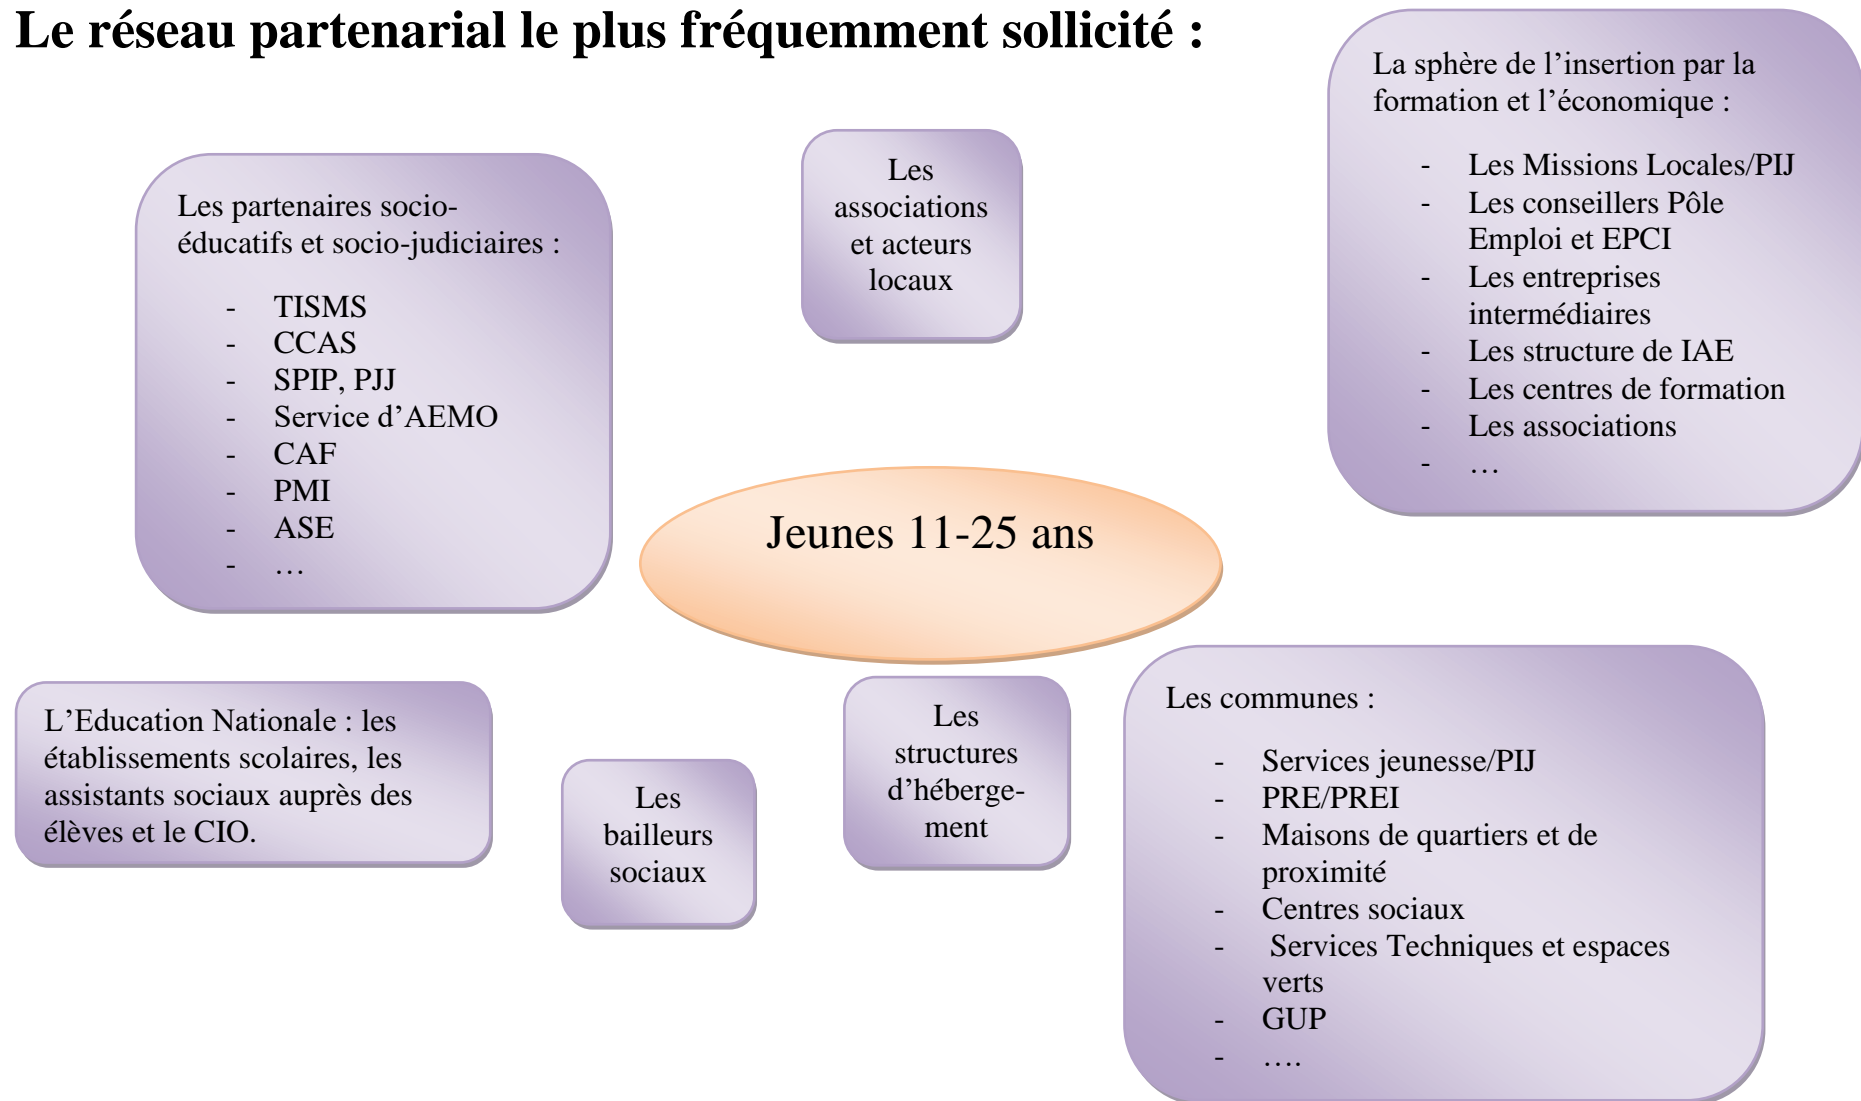 Le réseau partenarial le plus fréquemment sollicité :
Les partenaires socio-
éducatifs et socio-judiciaires :
- TISMS
- CCAS
- SPIP, PJJ
- Service d’AEMO
- CAF
- PMI
- ASE
- …
Les
associations
et acteurs
locaux
La sphère de l’insertion par la
formation et l’économique :
- Les Missions Locales/PIJ
- Les conseillers Pôle
Emploi et EPCI
- Les entreprises
intermédiaires
- Les structure de IAE
- Les centres de formation
- Les associations
- …
Jeunes 11-25 ans
L’Education Nationale : les
établissements scolaires, les
assistants sociaux auprès des
élèves et le CIO.
Les
bailleurs
sociaux
Les
structures
d’héberge-
ment
Les communes :
- Services jeunesse/PIJ
- PRE/PREI
- Maisons de quartiers et de
proximité
- Centres sociaux
- Services Techniques et espaces
verts
- GUP
- ….